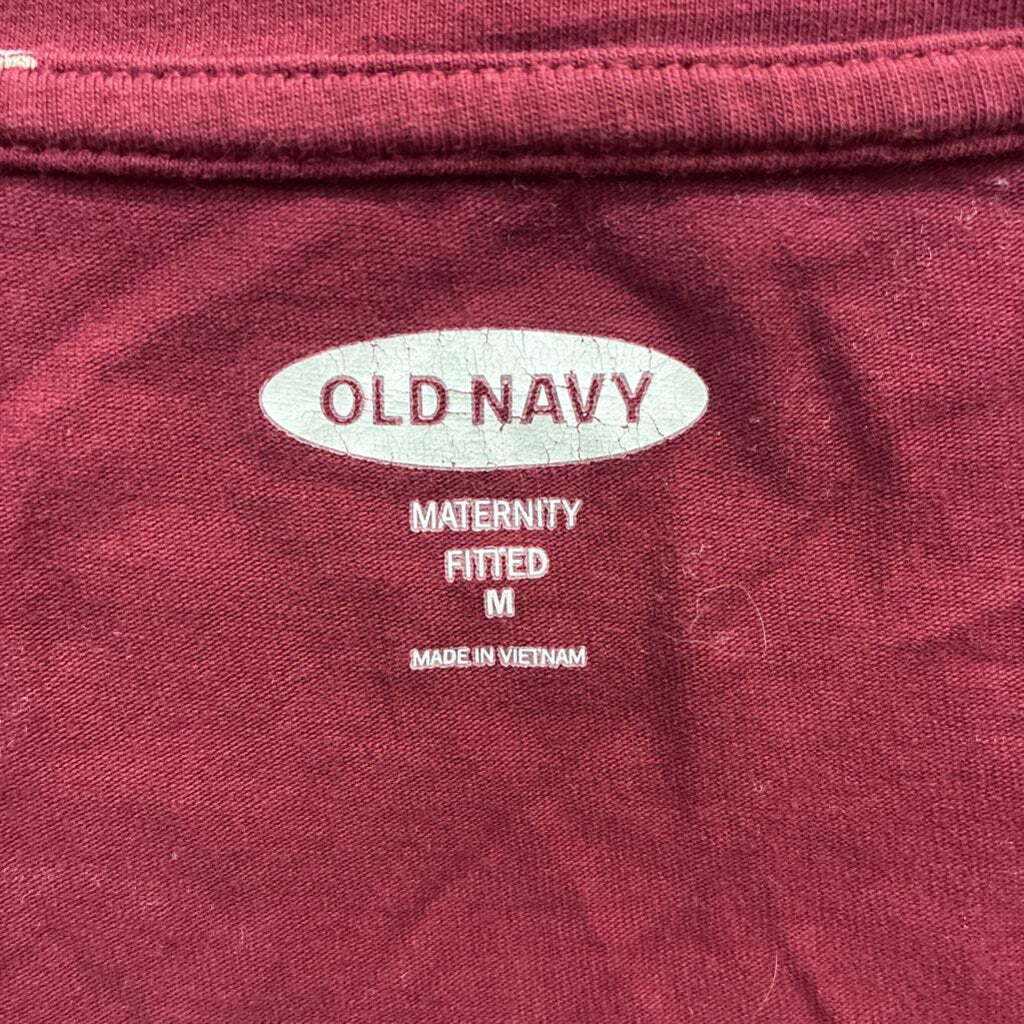 OLD NAVY
MATERNITY
FITTED
M
MADE IN VIETNAM